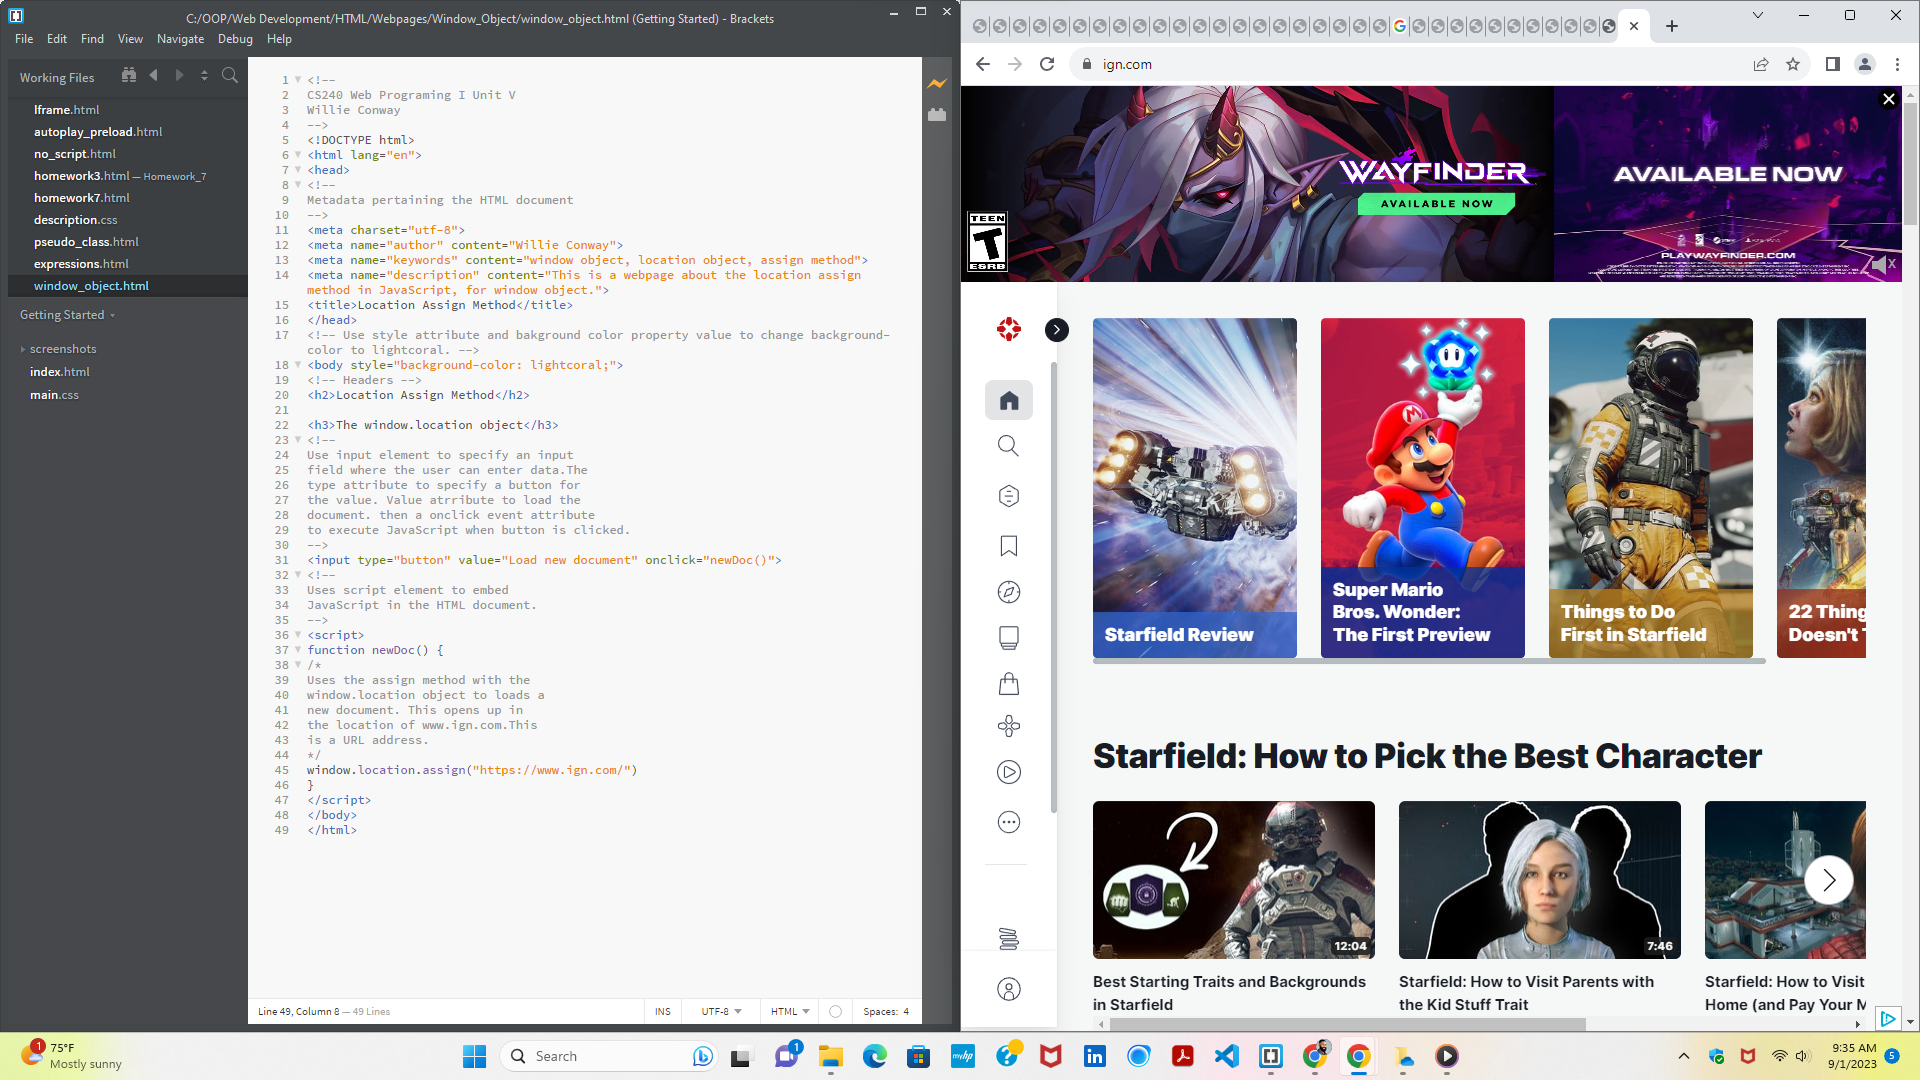 C:/OOP/Web Development/HTML/Webpages/Window_Object/window_object.html (Getting Started) - Brackets
File Edit Find View Navigate Debug Help
Working Files
Iframe.html
autoplay_preload.html
no_script.html
homework3.html — Homework_7
homework7.html
description.css
pseudo_class.html
expressions.html
window_object.html
Getting Started
screenshots
index.html
main.css
1 <!--
2 CS240 Web Programing I Unit V
3 Willie Conway
4 -->
5 <!DOCTYPE html>
6 <html lang="en">
7 <head>
8 <!--
9 Metadata pertaining the HTML document
10 -->
11 <meta charset="utf-8">
12 <meta name="author" content="Willie Conway">
13 <meta name="keywords" content="window object, location object, assign method">
14 <meta name="description" content="This is a webpage about the location assign
method in JavaScript, for window object.">
15 <title>Location Assign Method</title>
16 </head>
17 <!-- Use style attribute and bakground color property value to change background-
color to lightcoral. -->
18 <body style="background-color: lightcoral;">
19 <!-- Headers -->
20 <h2>Location Assign Method</h2>
21
22 <h3>The window.location object</h3>
23 <!--
24 Use input element to specify an input
25 field where the user can enter data.The
26 type attribute to specify a button for
27 the value. Value atrribute to load the
28 document. then a onclick event attribute
29 to execute JavaScript when button is clicked.
30 -->
31 <input type="button" value="Load new document" onclick="newDoc()">
32 <!--
33 Uses script element to embed
34 JavaScript in the HTML document.
35 -->
36 <script>
37 function newDoc() {
38 /*
39 Uses the assign method with the
40 window.location object to loads a
41 new document. This opens up in
42 the location of www.ign.com.This
43 is a URL address.
44 */
45 window.location.assign("https://www.ign.com/")
46 }
47 </script>
48 </body>
49 </html>
Line 49, Column 8 — 49 Lines
INS UTF-8 HTML Spaces: 4
ign.com
WAYFINDER
AVAILABLE NOW
TEEN
T
ESRB
AVAILABLE NOW
PLAYWAYFINDER.COM
Starfield Review
Super Mario
Bros. Wonder:
The First Preview
Things to Do
First in Starfield
22 Thing
Doesn't T
Starfield: How to Pick the Best Character
12:04
7:46
Best Starting Traits and Backgrounds
in Starfield
Starfield: How to Visit Parents with
the Kid Stuff Trait
Starfield: How to Visit
Home (and Pay Your M
1
75°F
Mostly sunny
Search
1
myhp
9:35 AM
9/1/2023
5